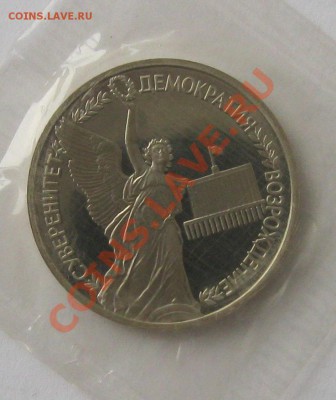 COINS.LAVE.RU
СУВЕРЕНИТЕТ
ДЕМОКРАТИЯ
ВОЗРОЖДЕНИЕ
COINS.LAVE.RU